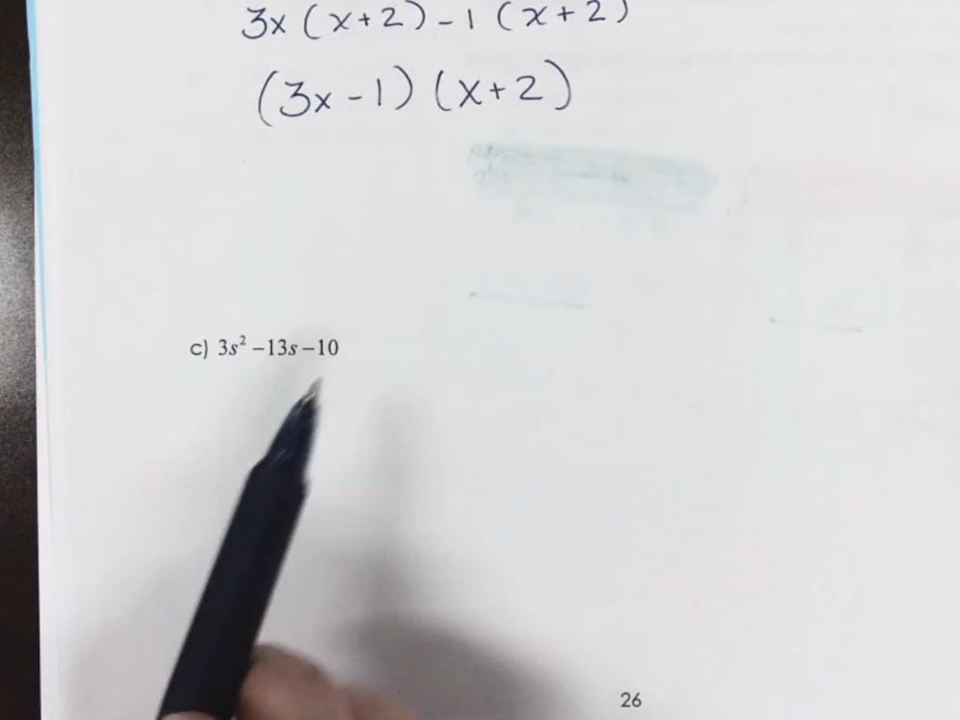 3x (x+2) - 1 (x+2)
(3x - 1) (x+2)
c) 3s² -13s -10
26